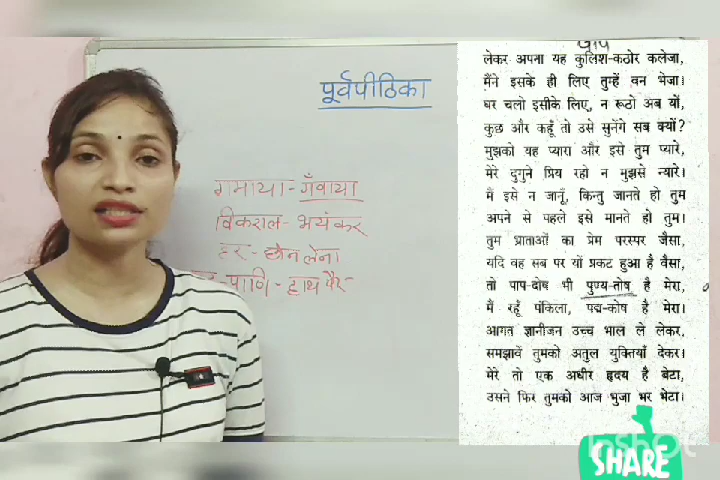 पूर्वपीठिका
गमाया - गँवाया
विकराल - भयंकर
हर - छीन लेना
पाणि - हाथ पैर
पाप
लेकर अपना यह कुलिश-कठोर कलेजा,
मैंने इसके ही लिए तुम्हें वन भेजा।
घर चलो इसीके लिए, न रूठो अब यों,
कुछ और कहूँ तो उसे सुनेंगे सब क्यों?
मुझको यह प्यारा और इसे तुम प्यारे,
मेरे दुगुने प्रिय रहो न मुझसे न्यारे।
मैं इसे न जानूँ, किन्तु जानते हो तुम
अपने से पहले इसे मानते हो तुम।
तुम भ्राताओं का प्रेम परस्पर जैसा,
यदि वह सब पर यों प्रकट हुआ है वैसा,
तो पाप-दोष भी पुण्य-तोष है मेरा,
मैं रहूँ पंकिला, पद्म-कोष है मेरा।
आगत ज्ञानीजन उच्च भाल ले लेकर,
समझावें तुमको अतुल युक्तियाँ देकर।
मेरे तो एक अधीर हृदय है बेटा,
उसने फिर तुमको आज भुजा भर भेटा।
InShot
SHARE